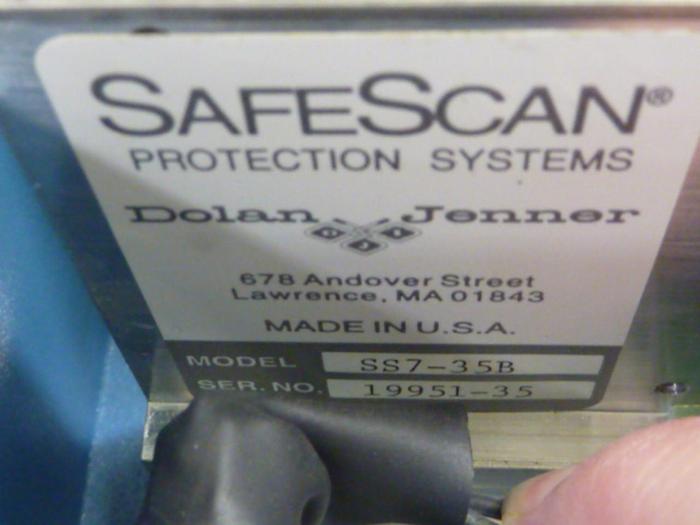 SAFESCAN®
PROTECTION SYSTEMS
Dolan Jenner
D J I
678 Andover Street
Lawrence, MA 01843
MADE IN U.S.A.
MODEL SS7-35B
SER. NO. 19951-35